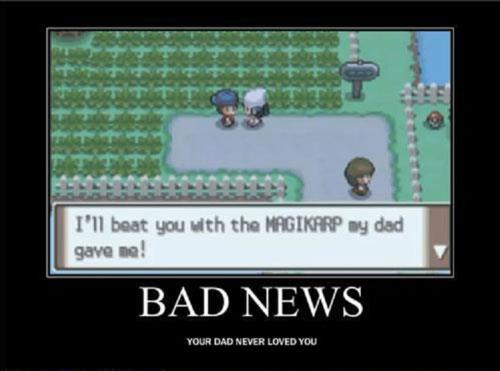 I'll beat you with the MAGIKARP my dad
gave me!
BAD NEWS
YOUR DAD NEVER LOVED YOU